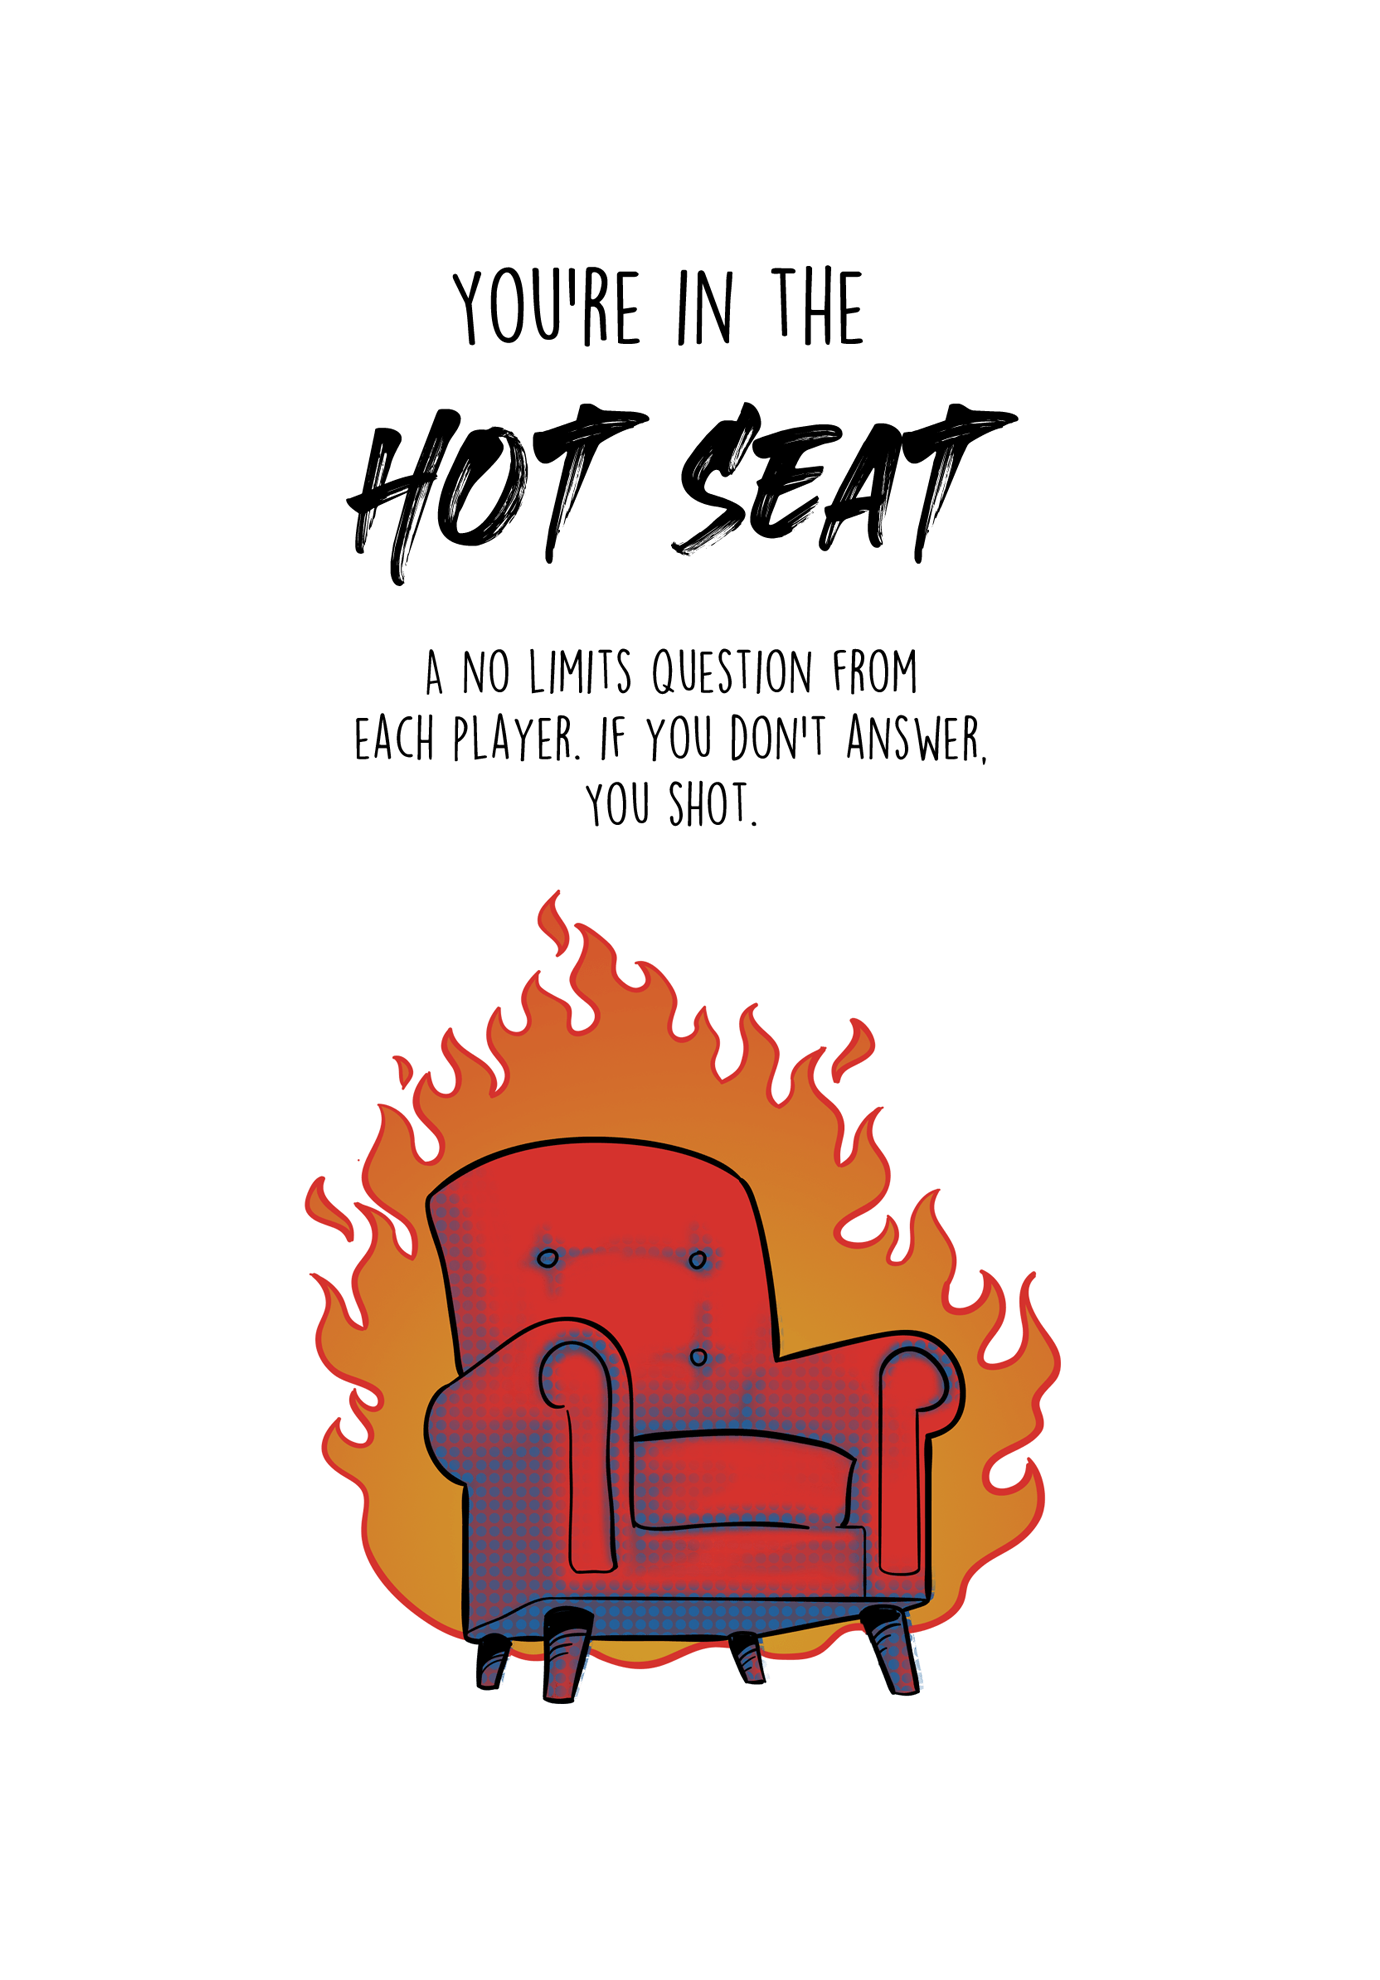 YOU'RE IN THE
HOT SEAT
A NO LIMITS QUESTION FROM
EACH PLAYER. IF YOU DON'T ANSWER,
YOU SHOT.